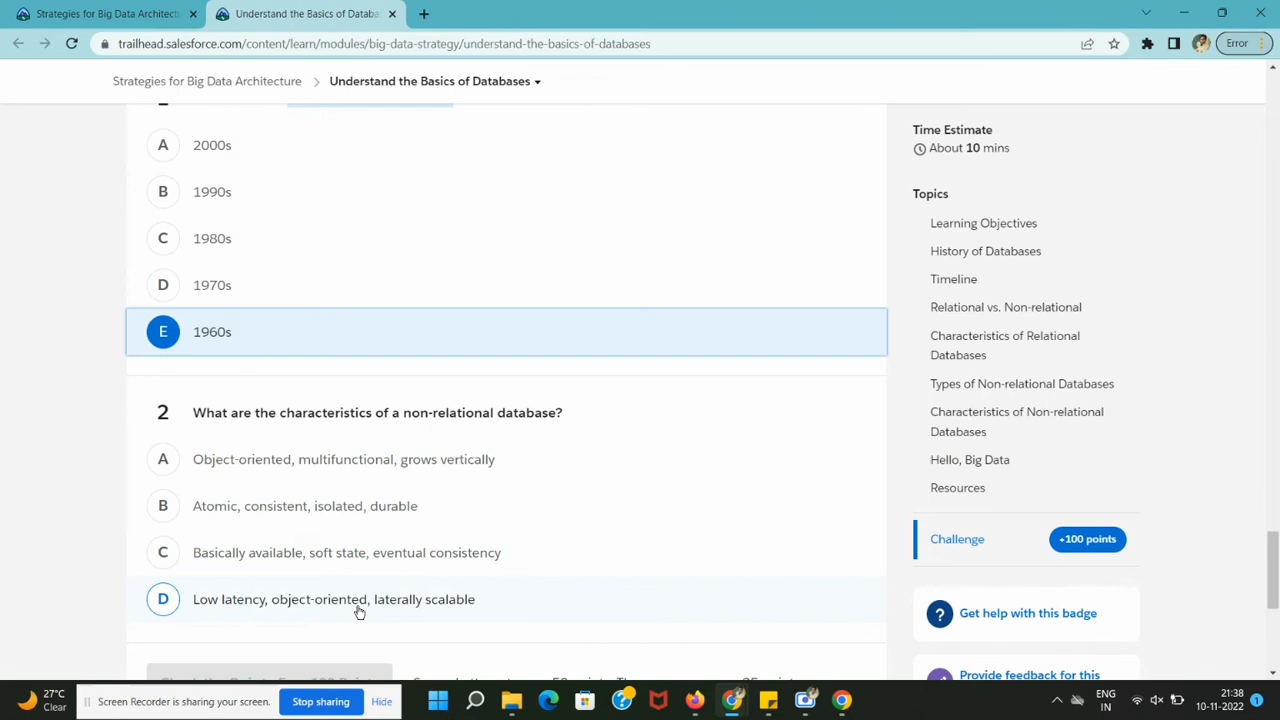 Strategies for Big Data Architect
Understand the Basics of Databa
trailhead.salesforce.com/content/learn/modules/big-data-strategy/understand-the-basics-of-databases
Error
Strategies for Big Data Architecture
Understand the Basics of Databases
A 2000s
B 1990s
C 1980s
D 1970s
E 1960s
2 What are the characteristics of a non-relational database?
A Object-oriented, multifunctional, grows vertically
B Atomic, consistent, isolated, durable
C Basically available, soft state, eventual consistency
D Low latency, object-oriented, laterally scalable
Time Estimate
About 10 mins
Topics
Learning Objectives
History of Databases
Timeline
Relational vs. Non-relational
Characteristics of Relational
Databases
Types of Non-relational Databases
Characteristics of Non-relational
Databases
Hello, Big Data
Resources
Challenge +100 points
? Get help with this badge
Provide feedback for this
27°C
Clear
Screen Recorder is sharing your screen.
Stop sharing
Hide
ENG
IN
21:38
10-11-2022
1